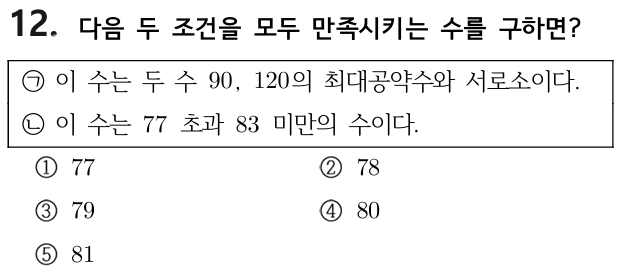 12. 다음 두 조건을 모두 만족시키는 수를 구하면?
㉠ 이 수는 두 수 90, 120의 최대공약수와 서로소이다.
㉡ 이 수는 77 초과 83 미만의 수이다.
① 77 ② 78
③ 79 ④ 80
⑤ 81